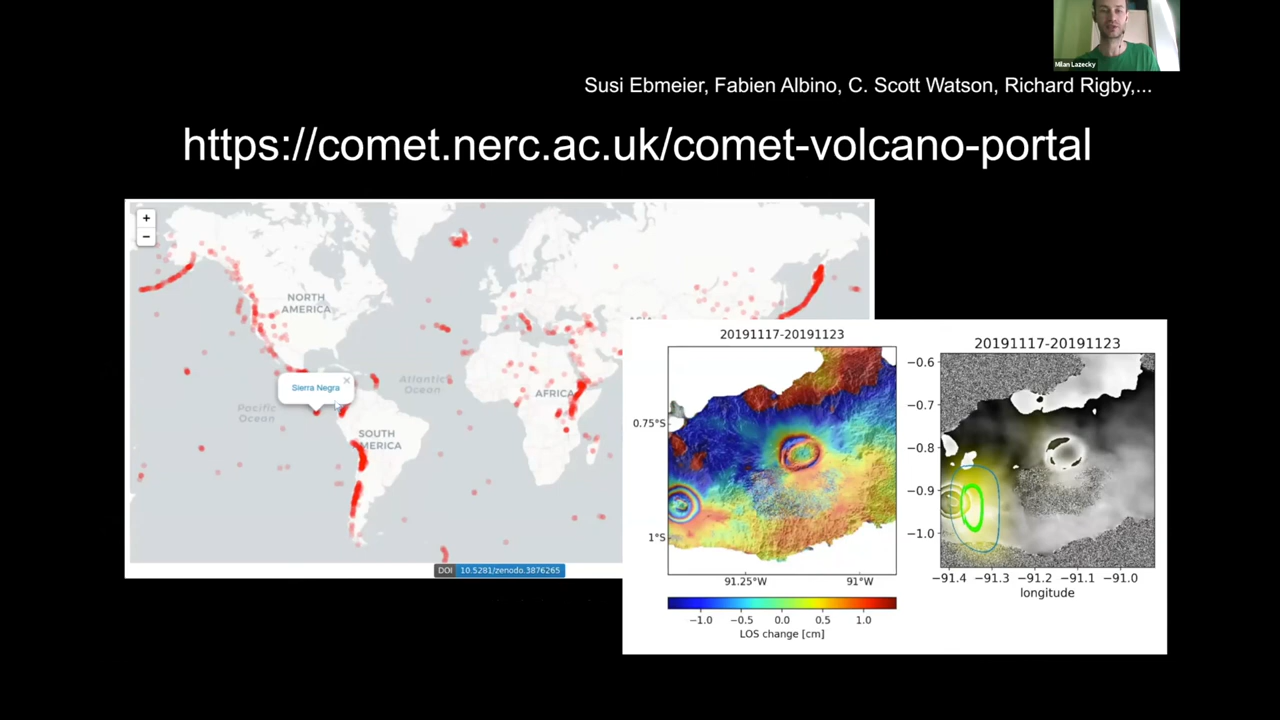 Milan Lazecky
Susi Ebmeier, Fabien Albino, C. Scott Watson, Richard Rigby,...
https://comet.nerc.ac.uk/comet-volcano-portal
+
−
NORTH
AMERICA
Atlantic
Ocean
AFRICA
Sierra Negra
×
Pacific
Ocean
SOUTH
AMERICA
DOI 10.5281/zenodo.3876265
20191117-20191123
0.75°S
1°S
91.25°W 91°W
−1.0 −0.5 0.0 0.5 1.0
LOS change [cm]
20191117-20191123
−0.6
−0.7
−0.8
−0.9
−1.0
−91.4 −91.3 −91.2 −91.1 −91.0
longitude